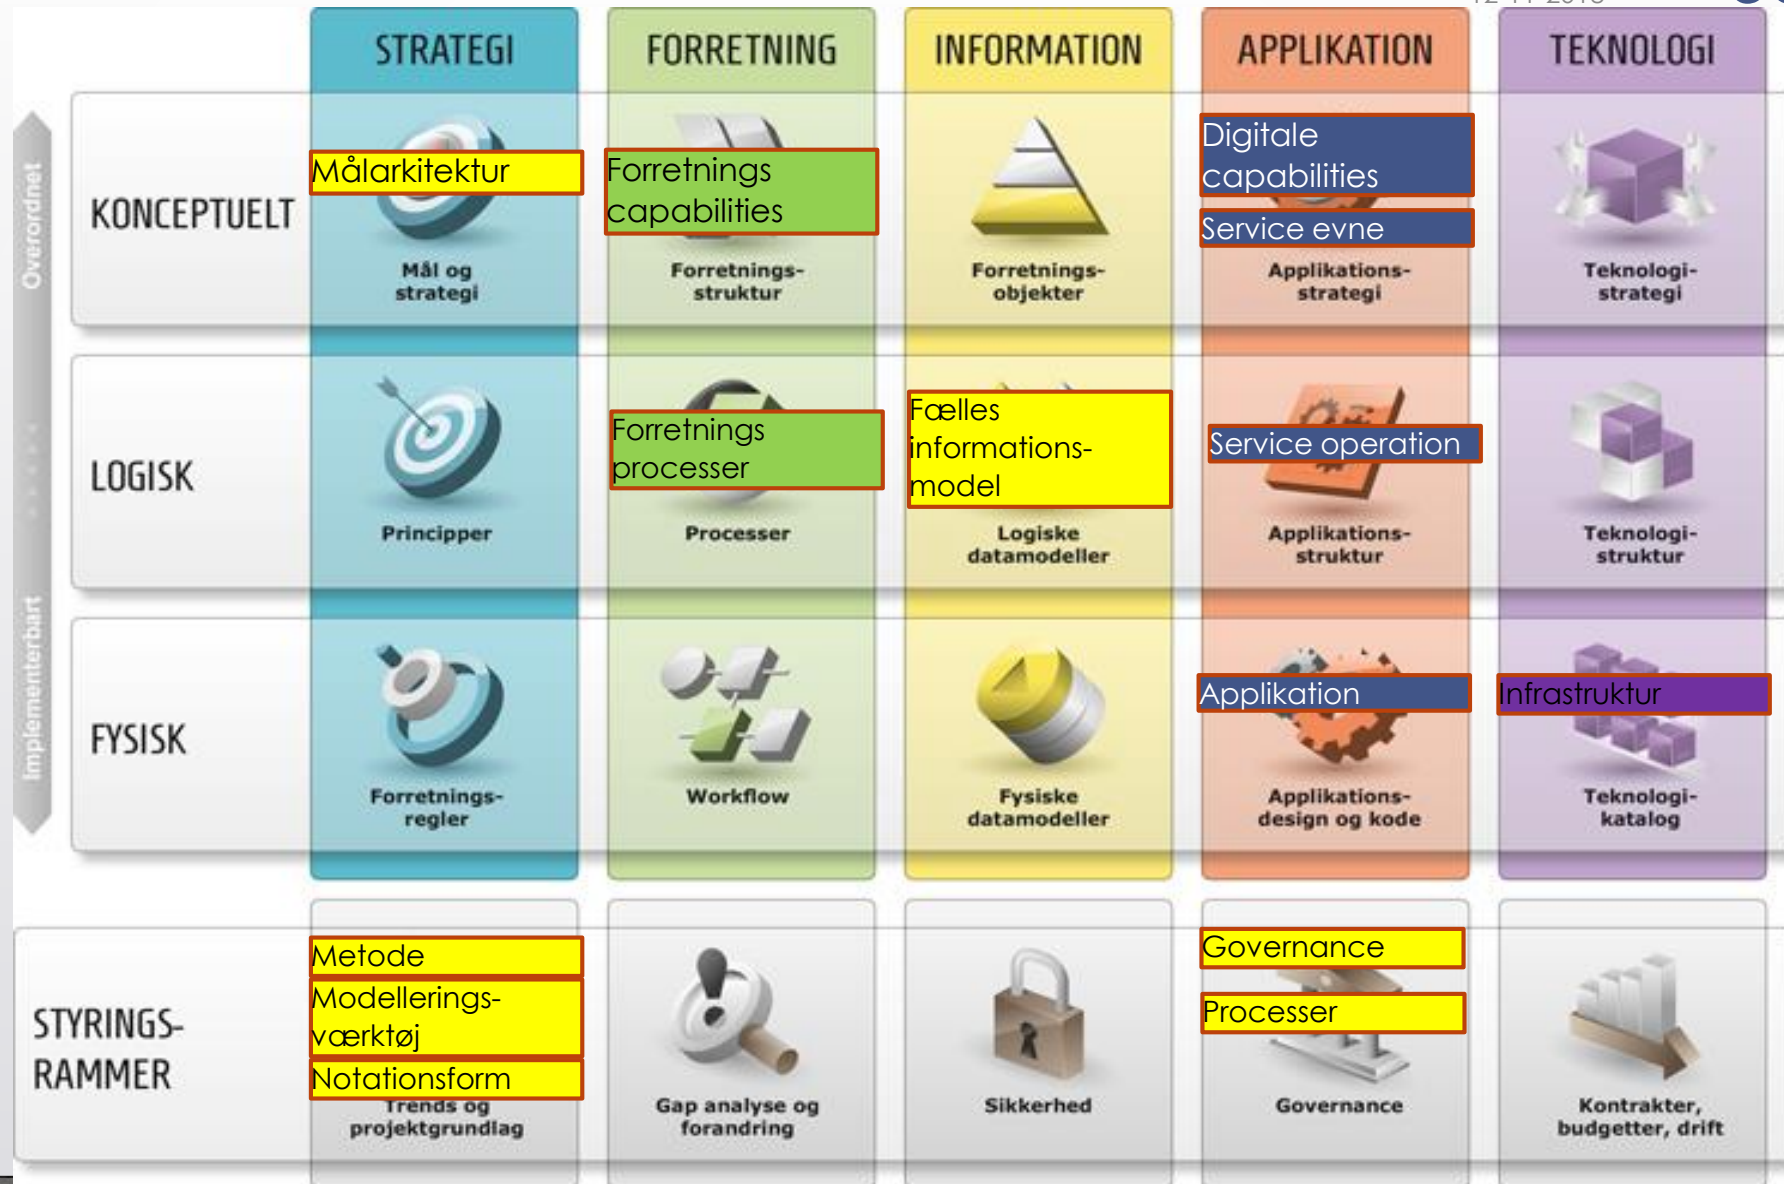 STRATEGI
FORRETNING
INFORMATION
APPLIKATION
TEKNOLOGI
Overordnet
Implementerbart
KONCEPTUELT
Målarkitektur
Mål og
strategi
Forretnings
capabilities
Forretnings-
struktur
Forretnings-
objekter
Digitale
capabilities
Service evne
Applikations-
strategi
Teknologi-
strategi
LOGISK
Principper
Forretnings
processer
Processer
Fælles
informations-
model
Logiske
datamodeller
Service operation
Applikations-
struktur
Teknologi-
struktur
FYSISK
Forretnings-
regler
Workflow
Fysiske
datamodeller
Applikation
Applikations-
design og kode
Infrastruktur
Teknologi-
katalog
STYRINGS-
RAMMER
Metode
Modellerings-
værktøj
Notationsform
Trends og
projektgrundlag
Gap analyse og
forandring
Sikkerhed
Governance
Processer
Governance
Kontrakter,
budgetter, drift